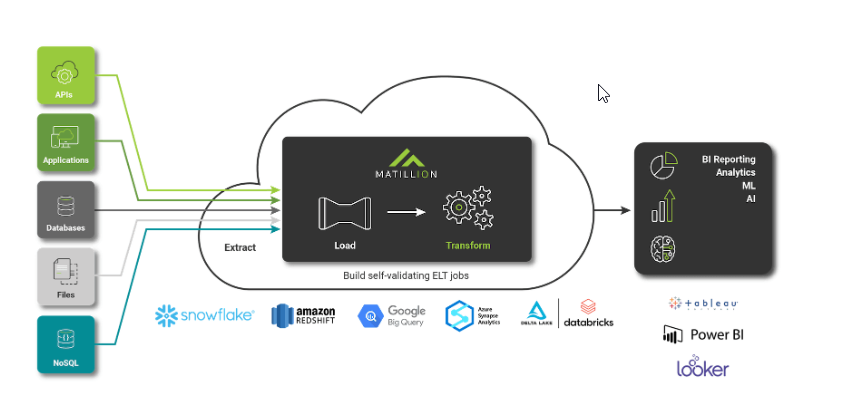 APIs
Applications
Databases
Files
NoSQL
Extract
MATILLION
Load
Transform
Build self-validating ELT jobs
BI Reporting
Analytics
ML
AI
snowflake®
amazon
REDSHIFT
Google
Big Query
Azure
Synapse
Analytics
DELTA LAKE
databricks
tableau
SOFTWARE
Power BI
looker